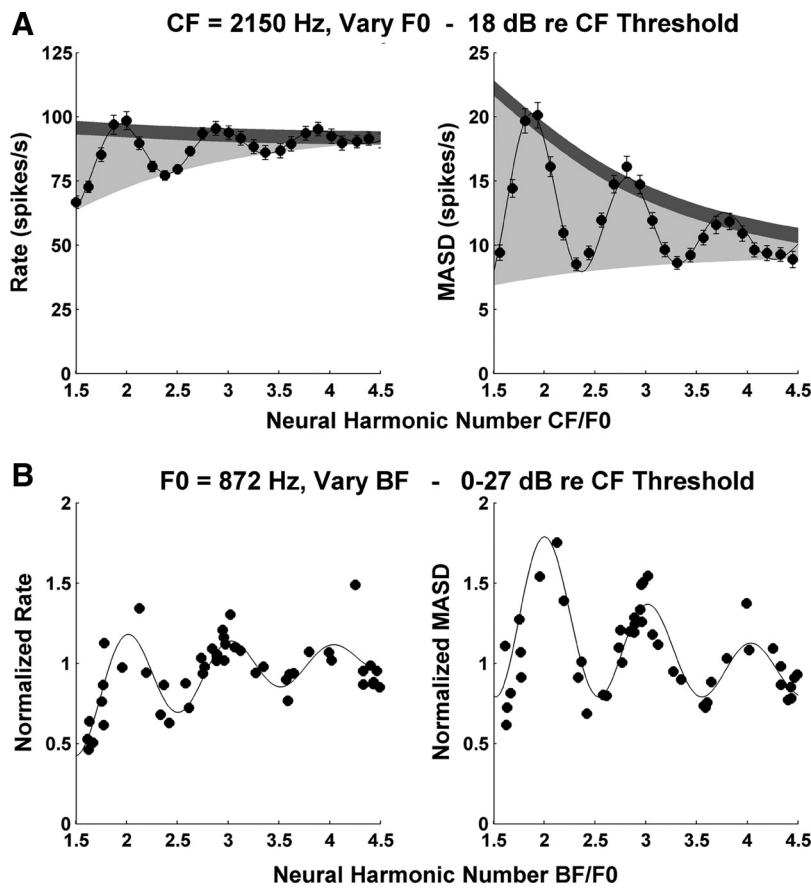 A
CF = 2150 Hz, Vary F0 - 18 dB re CF Threshold
Rate (spikes/s)
125
100
75
50
25
0
1.5 2 2.5 3 3.5 4 4.5
MASD (spikes/s)
25
20
15
10
5
0
1.5 2 2.5 3 3.5 4 4.5
Neural Harmonic Number CF/F0
B
F0 = 872 Hz, Vary BF - 0-27 dB re CF Threshold
Normalized Rate
2
1.5
1
0.5
0
1.5 2 2.5 3 3.5 4 4.5
Normalized MASD
2
1.5
1
0.5
0
1.5 2 2.5 3 3.5 4 4.5
Neural Harmonic Number BF/F0